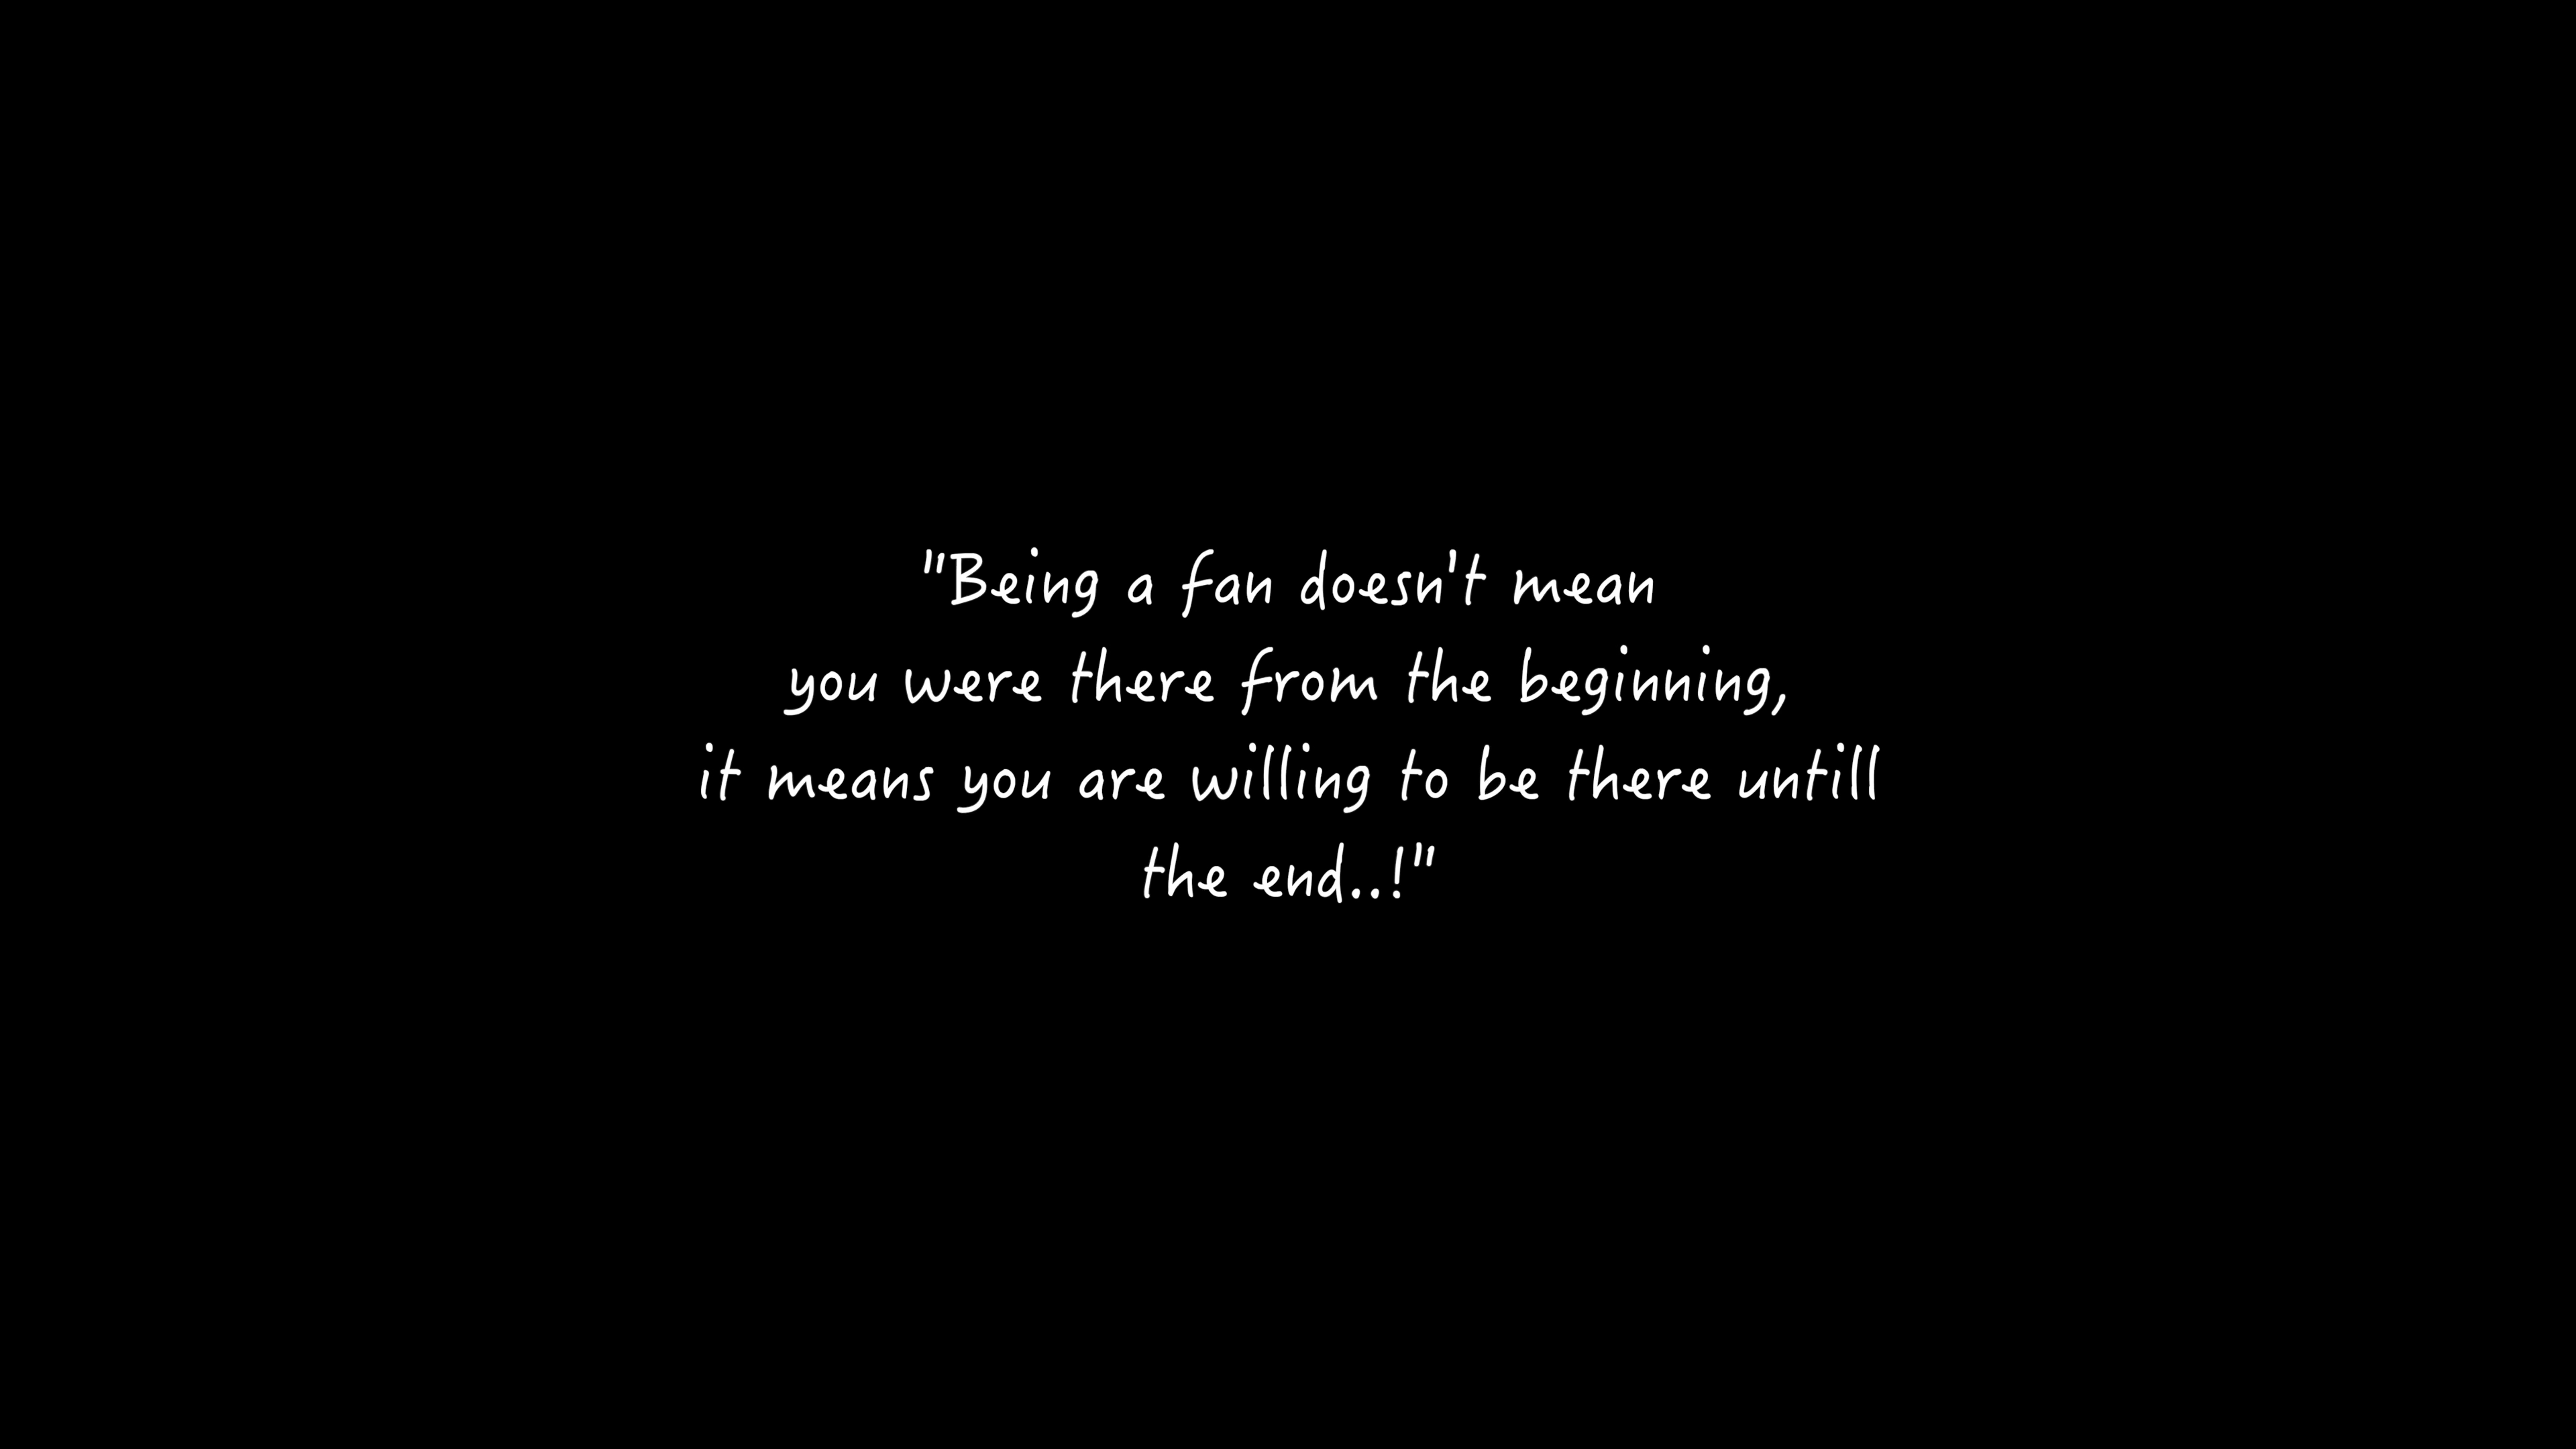 "Being a fan doesn't mean
you were there from the beginning,
it means you are willing to be there untill
the end..!"